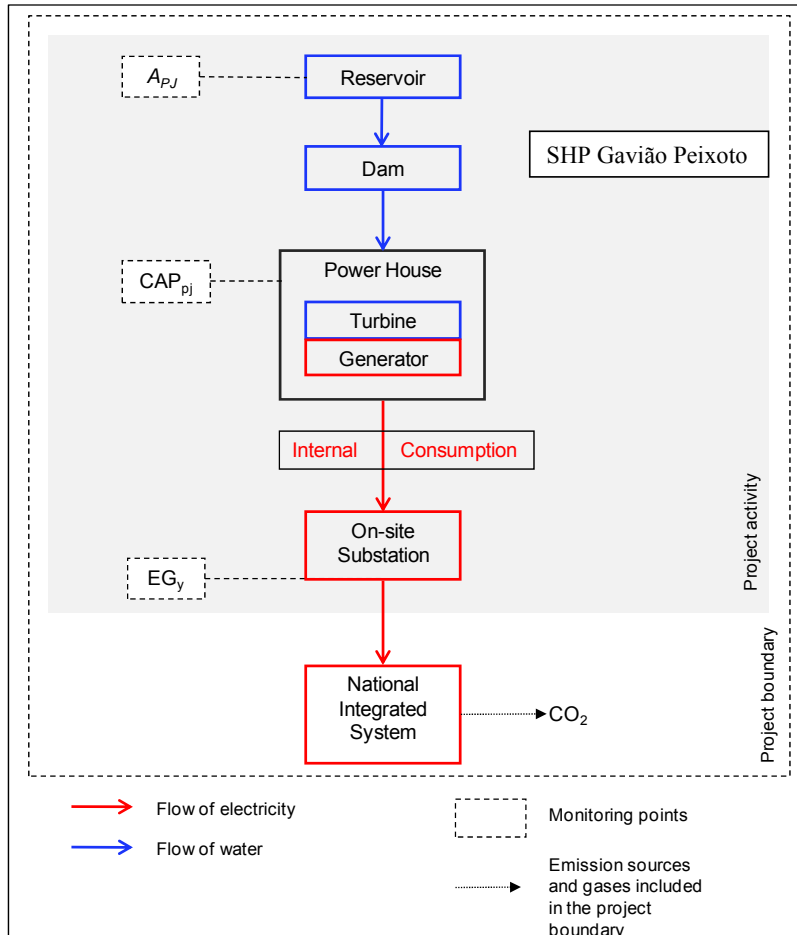 A_PJ
Reservoir
SHP Gavião Peixoto
Dam
CAP_pj
Power House
Turbine
Generator
Internal Consumption
On-site
Substation
EG_y
Project activity
National
Integrated
System
CO₂
Project boundary
Flow of electricity
Monitoring points
Flow of water
Emission sources
and gases included
in the project
boundary